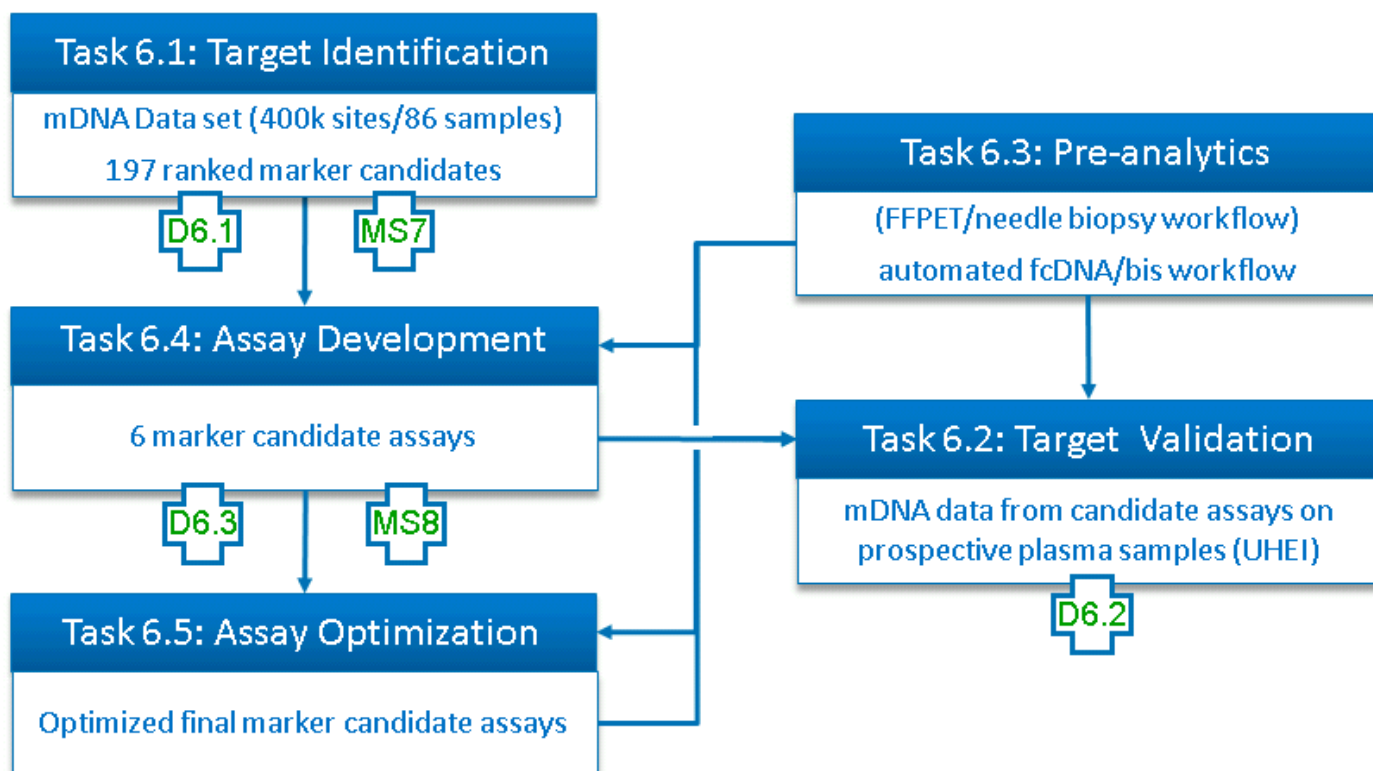 Task 6.1: Target Identification
mDNA Data set (400k sites/86 samples)
197 ranked marker candidates
D6.1
MS7
Task 6.3: Pre-analytics
(FFPET/needle biopsy workflow)
automated fcDNA/bis workflow
Task 6.4: Assay Development
6 marker candidate assays
D6.3
MS8
Task 6.2: Target Validation
mDNA data from candidate assays on
prospective plasma samples (UHEI)
D6.2
Task 6.5: Assay Optimization
Optimized final marker candidate assays